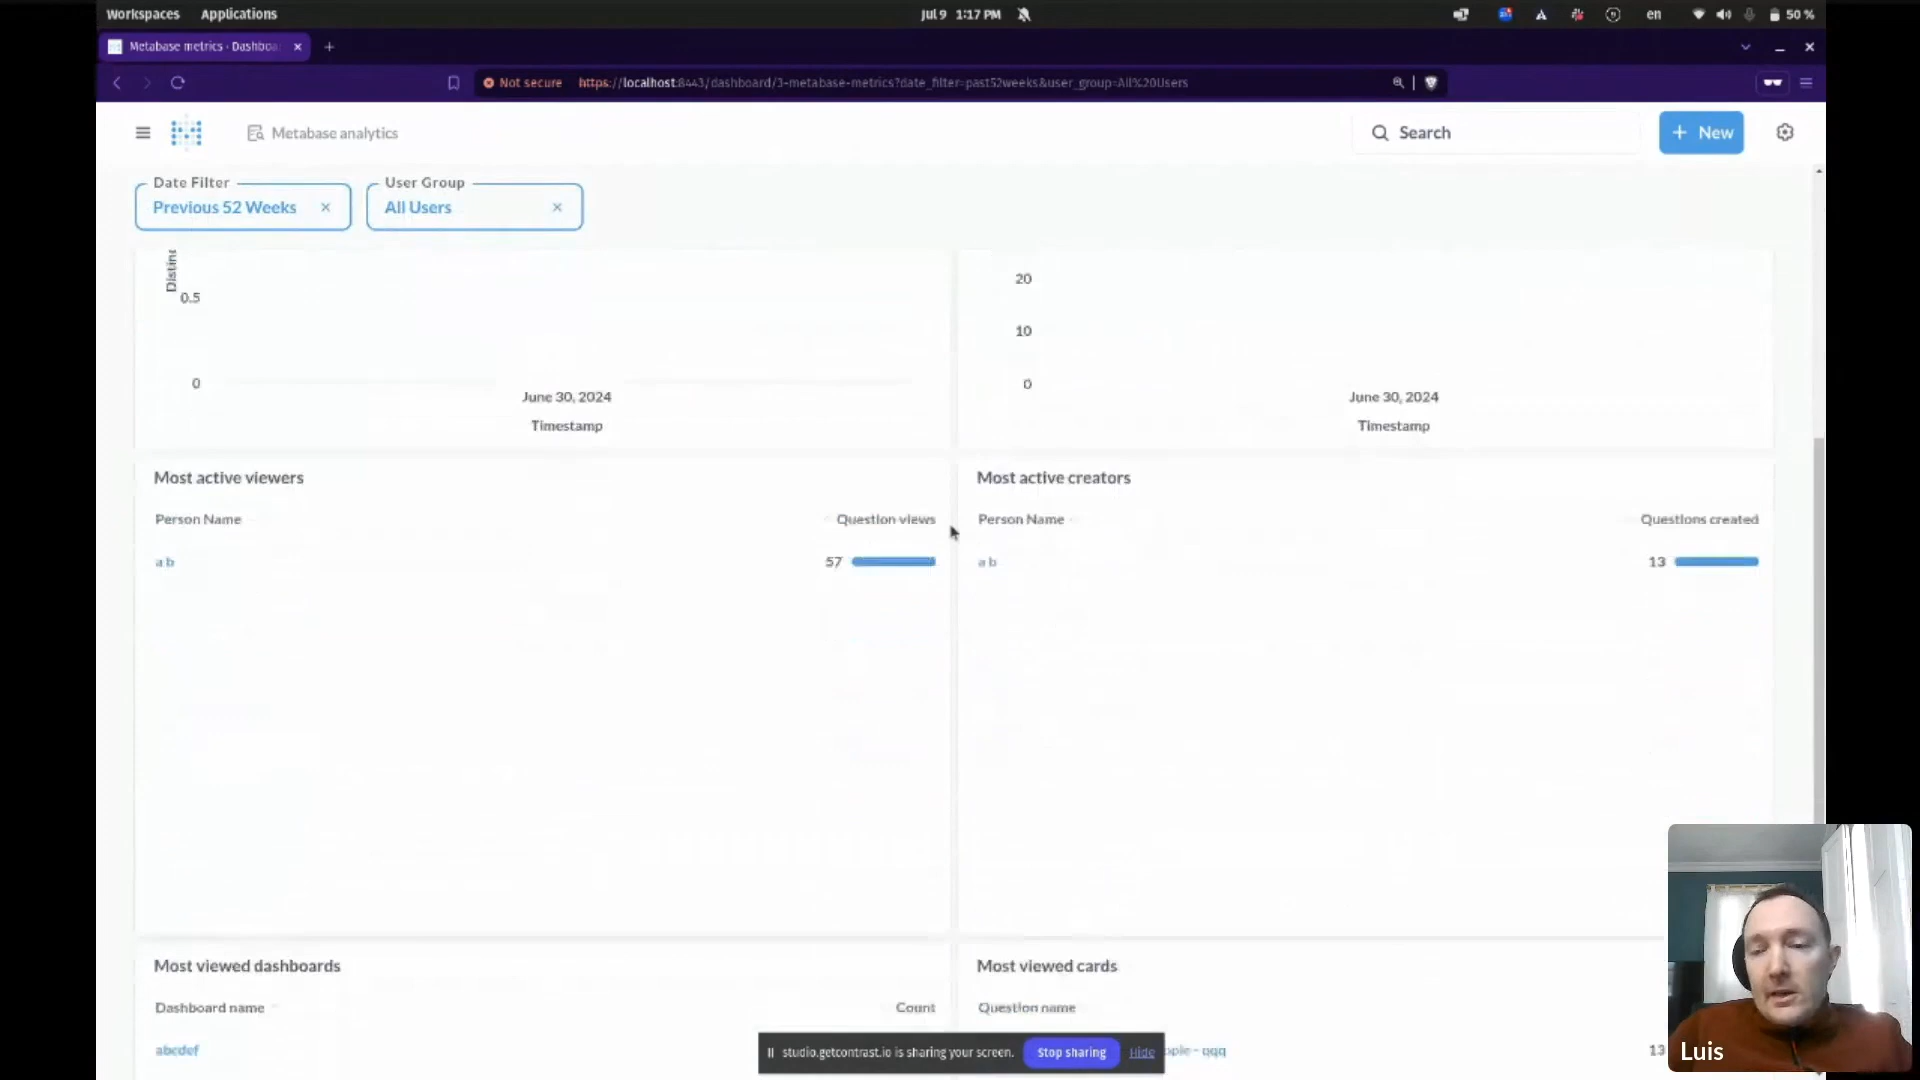 Workspaces Applications Jul 9 1:17 PM en 50 %
Metabase metrics · Dashboa
Not secure https://localhost:8443/dashboard/3-metabase-metrics?date_filter=past52weeks&user_group=All%20Users
Metabase analytics Search + New
Date Filter User Group
Previous 52 Weeks All Users
Distinc
20
0.5
10
0 0
June 30, 2024 June 30, 2024
Timestamp Timestamp
Most active viewers Most active creators
Person Name Question views Person Name Questions created
a b 57 a b 13
Most viewed dashboards Most viewed cards
Dashboard name Count Question name
abcdef 13
studio.getcontrast.io is sharing your screen. Stop sharing Hide
Luis